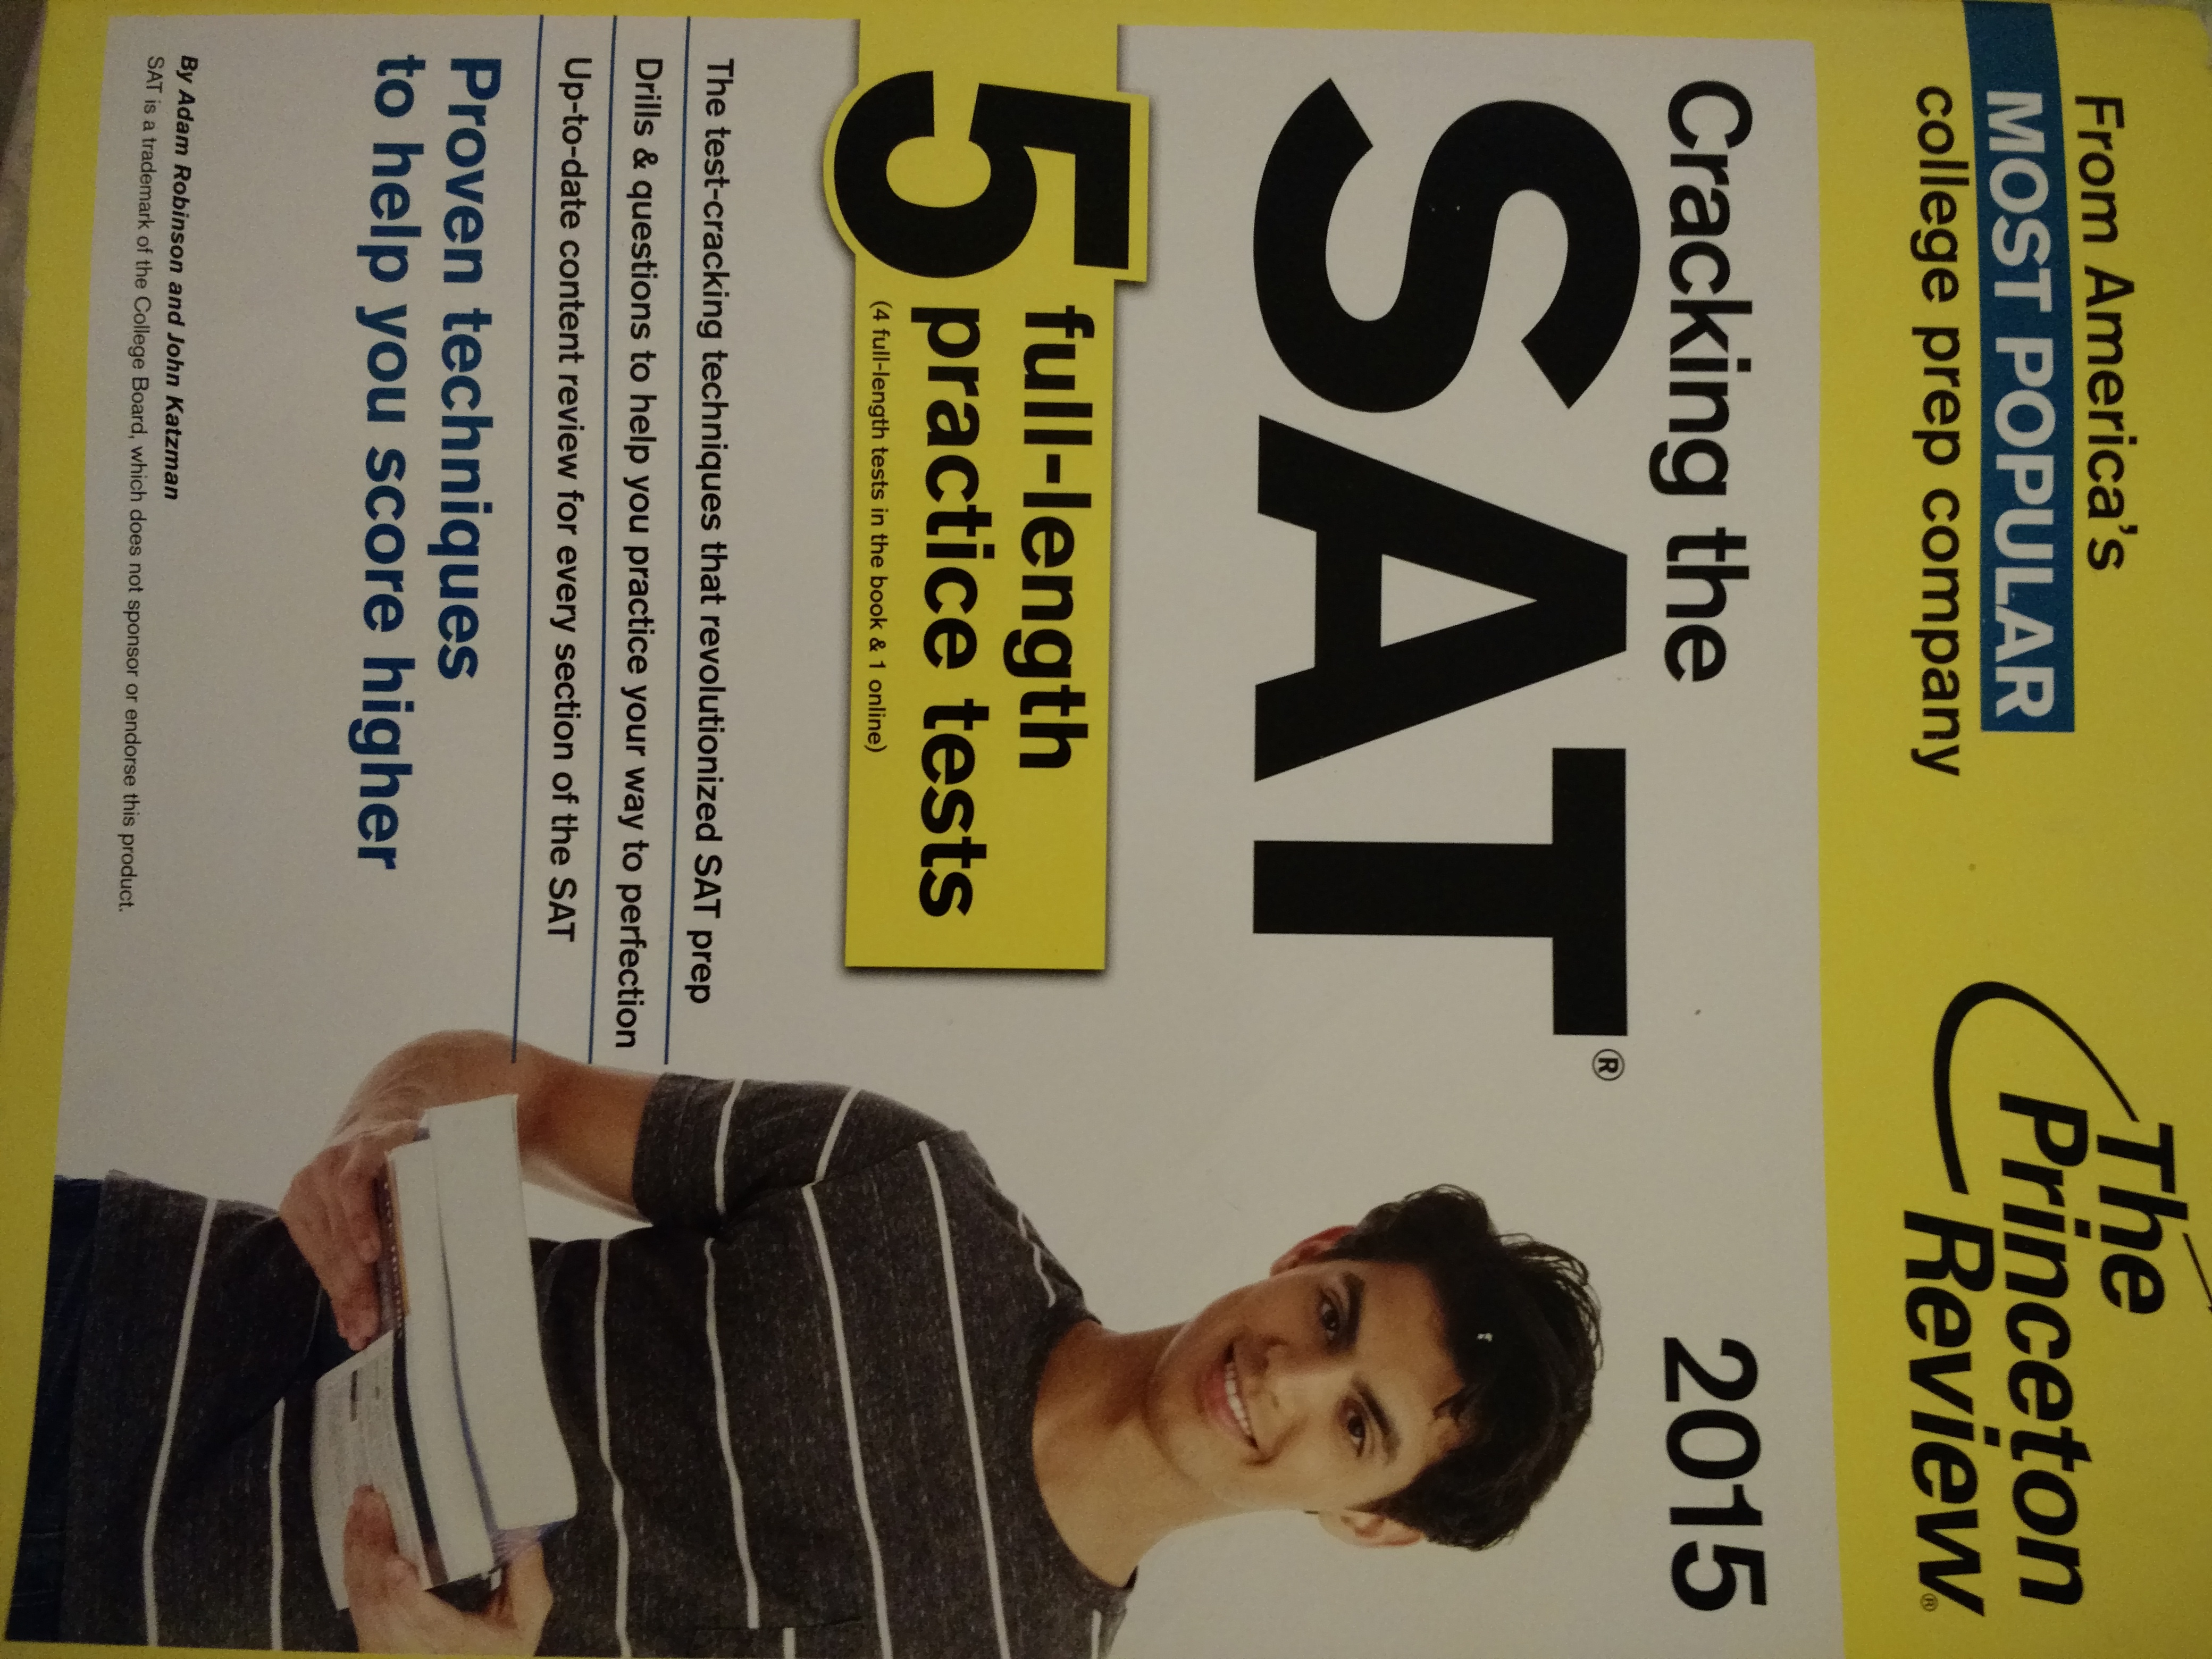 From America's
MOST POPULAR
college prep company
The
Princeton
Review®
Cracking the
SAT®
2015
5 full-length
practice tests
(4 full-length tests in the book & 1 online)
The test-cracking techniques that revolutionized SAT prep
Drills & questions to help you practice your way to perfection
Up-to-date content review for every section of the SAT
Proven techniques
to help you score higher
By Adam Robinson and John Katzman
SAT is a trademark of the College Board, which does not sponsor or endorse this product.